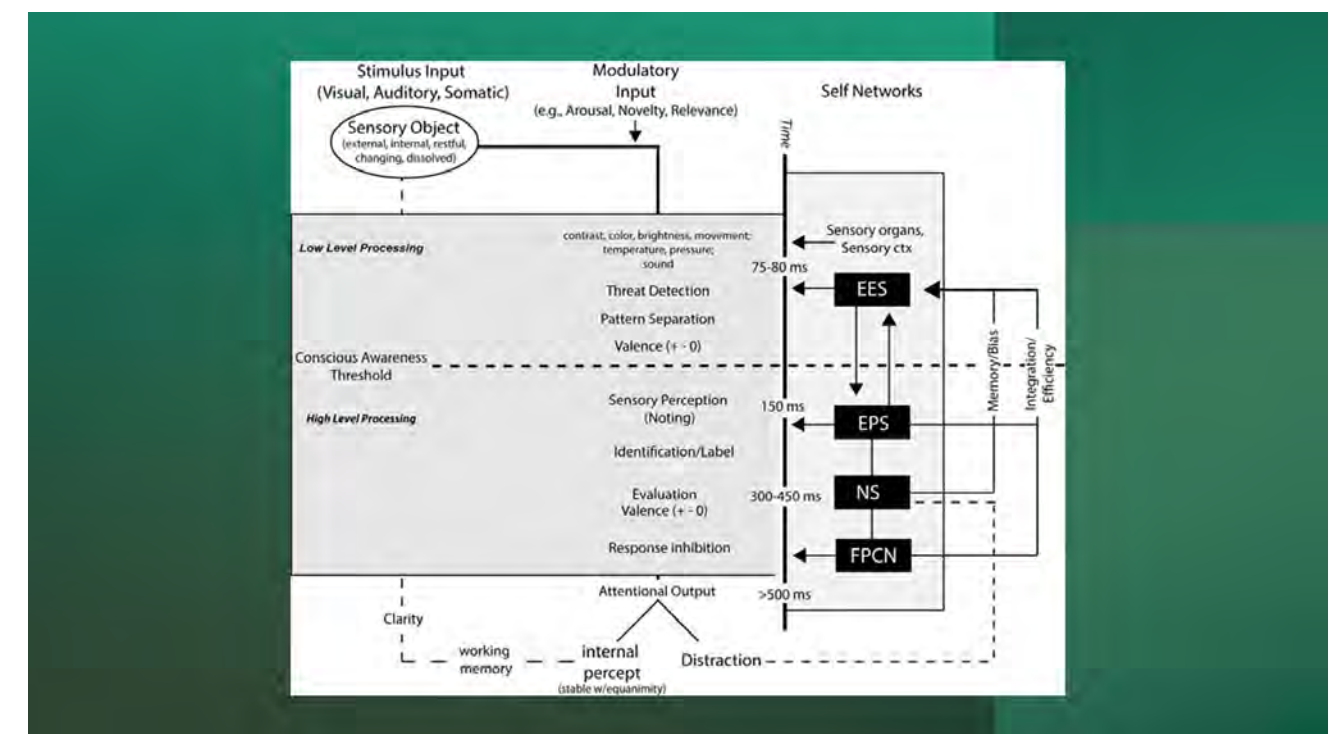 Stimulus Input
(Visual, Auditory, Somatic)
Sensory Object
(external, internal, restful,
changing, dissolved)
Modulatory
Input
(e.g., Arousal, Novelty, Relevance)
Self Networks
Time
Low Level Processing
contrast, color, brightness, movement;
temperature, pressure;
sound
Threat Detection
Pattern Separation
Valence (+ - 0)
Conscious Awareness
Threshold
High Level Processing
Sensory Perception
(Noting)
Identification/Label
Evaluation
Valence (+ - 0)
Response inhibition
75-80 ms
150 ms
300-450 ms
>500 ms
Sensory organs,
Sensory ctx
EES
EPS
NS
FPCN
Memory/Bias
Integration/
Efficiency
Attentional Output
Clarity
working
memory
internal
percept
(stable w/equanimity)
Distraction